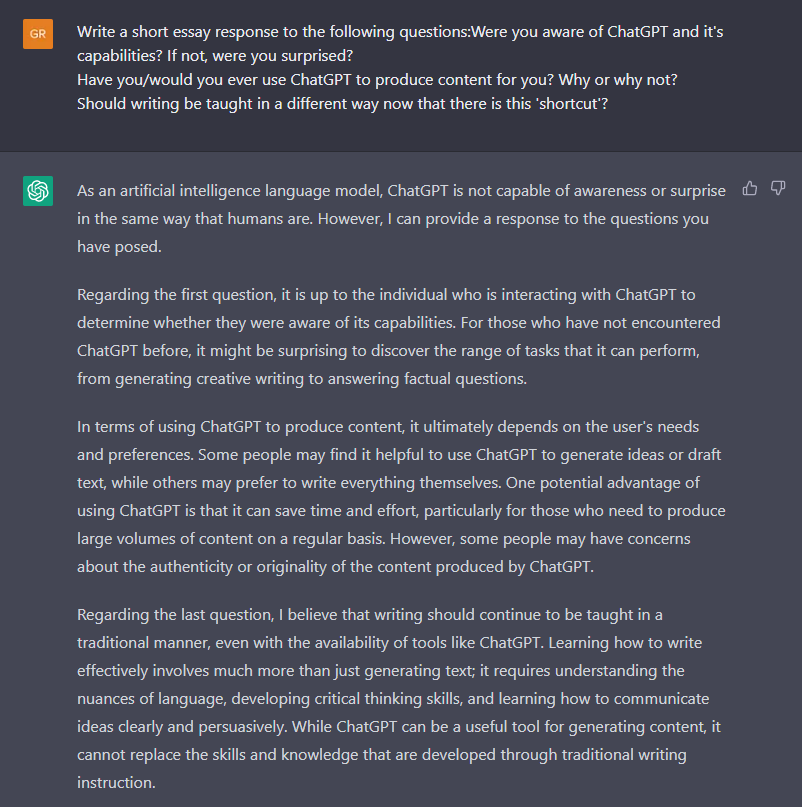 GR
Write a short essay response to the following questions:Were you aware of ChatGPT and it's
capabilities? If not, were you surprised?
Have you/would you ever use ChatGPT to produce content for you? Why or why not?
Should writing be taught in a different way now that there is this 'shortcut'?
As an artificial intelligence language model, ChatGPT is not capable of awareness or surprise
in the same way that humans are. However, I can provide a response to the questions you
have posed.
Regarding the first question, it is up to the individual who is interacting with ChatGPT to
determine whether they were aware of its capabilities. For those who have not encountered
ChatGPT before, it might be surprising to discover the range of tasks that it can perform,
from generating creative writing to answering factual questions.
In terms of using ChatGPT to produce content, it ultimately depends on the user's needs
and preferences. Some people may find it helpful to use ChatGPT to generate ideas or draft
text, while others may prefer to write everything themselves. One potential advantage of
using ChatGPT is that it can save time and effort, particularly for those who need to produce
large volumes of content on a regular basis. However, some people may have concerns
about the authenticity or originality of the content produced by ChatGPT.
Regarding the last question, I believe that writing should continue to be taught in a
traditional manner, even with the availability of tools like ChatGPT. Learning how to write
effectively involves much more than just generating text; it requires understanding the
nuances of language, developing critical thinking skills, and learning how to communicate
ideas clearly and persuasively. While ChatGPT can be a useful tool for generating content, it
cannot replace the skills and knowledge that are developed through traditional writing
instruction.